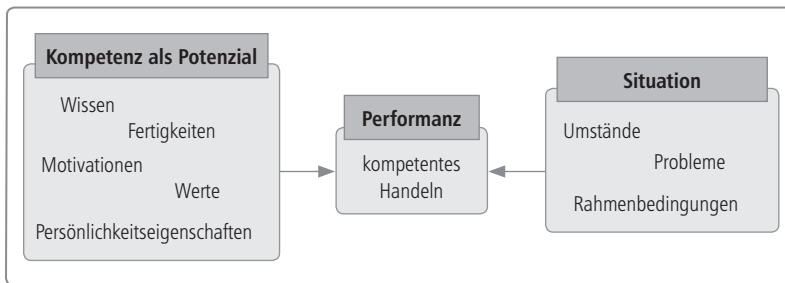 Kompetenz als Potenzial
Wissen
Fertigkeiten
Motivationen
Werte
Persönlichkeitseigenschaften
Performanz
kompetentes
Handeln
Situation
Umstände
Probleme
Rahmenbedingungen